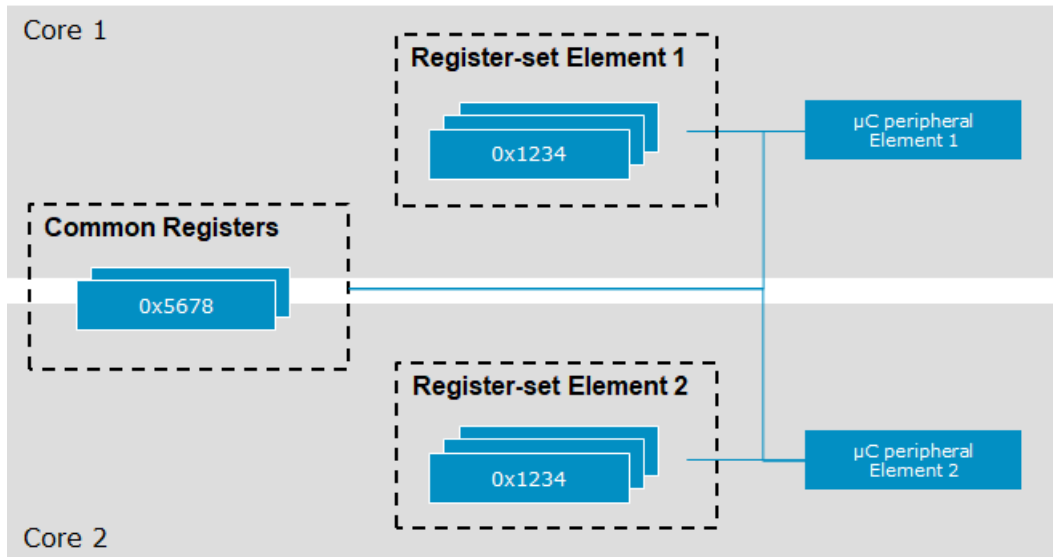 Core 1
Register-set Element 1
0x1234
µC peripheral
Element 1
Common Registers
0x5678
Register-set Element 2
0x1234
µC peripheral
Element 2
Core 2